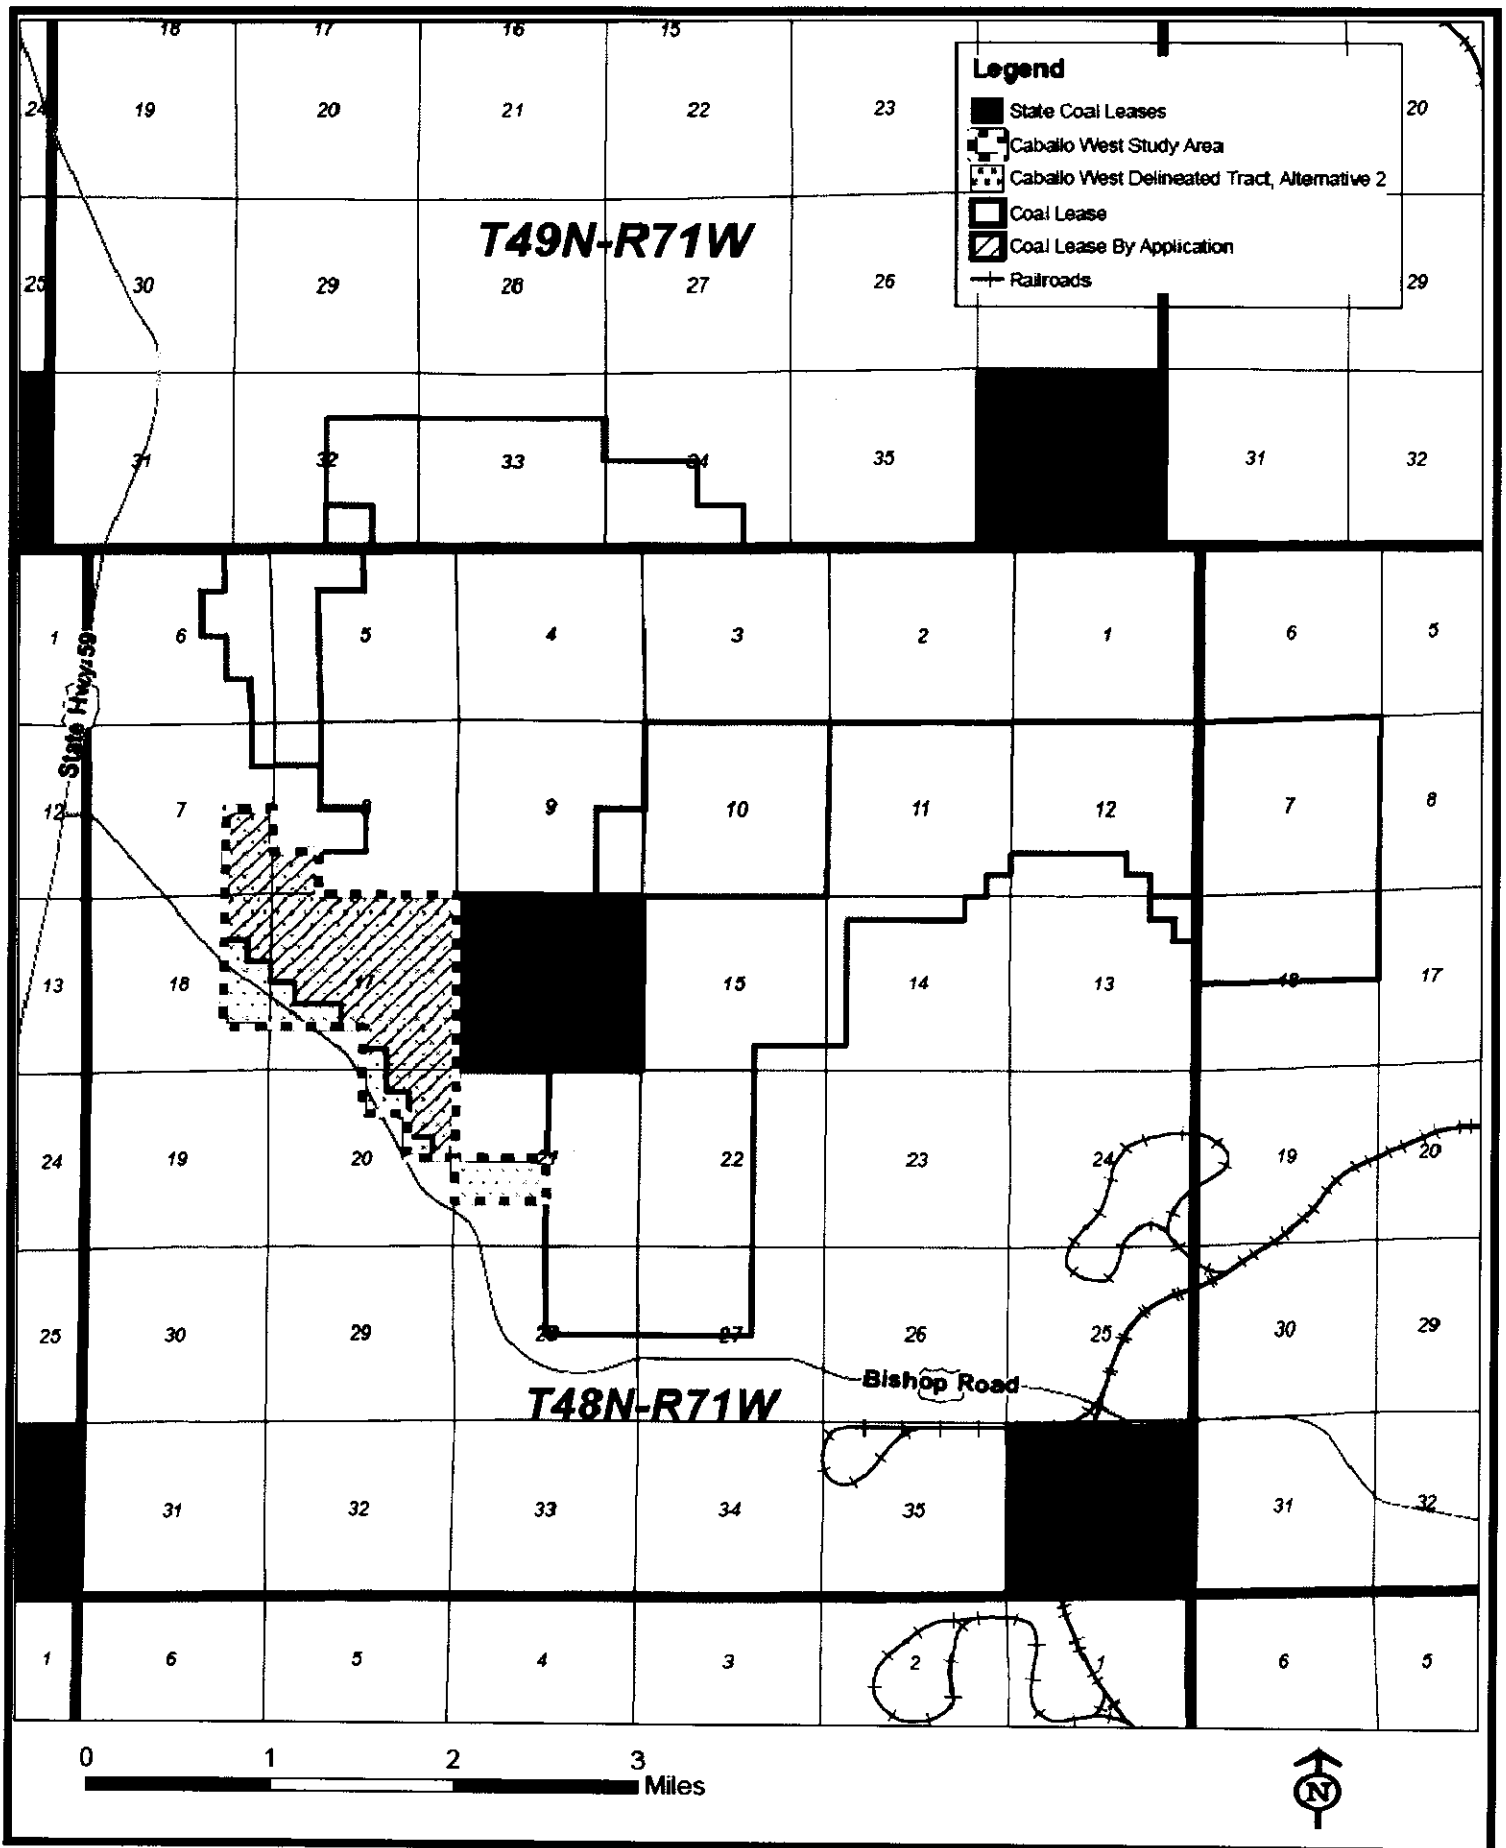 18 17 16 15
Legend
State Coal Leases
Caballo West Study Area
Caballo West Delineated Tract, Alternative 2
Coal Lease
Coal Lease By Application
Railroads
24 19 20 21 22 23 20
T49N-R71W
25 30 29 28 27 26 29
31 32 33 34 35 31 32
1 6 5 4 3 2 1 6 5
State Hwy 59
12 7 8 9 10 11 12 7 8
13 18 17 15 14 13 18 17
24 19 20 21 22 23 24 19 20
25 30 29 28 27 26 25 30 29
Bishop Road
T48N-R71W
31 32 33 34 35 31 32
1 6 5 4 3 2 1 6 5
0 1 2 3
Miles
N